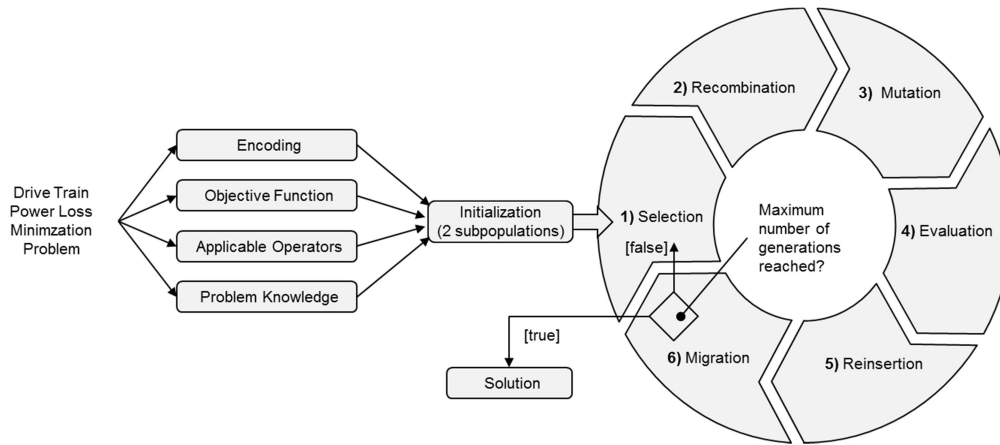 Drive Train
Power Loss
Minimzation
Problem
Encoding
Objective Function
Applicable Operators
Problem Knowledge
Initialization
(2 subpopulations)
1) Selection
2) Recombination
3) Mutation
4) Evaluation
5) Reinsertion
6) Migration
Maximum
number of
generations
reached?
[false]
[true]
Solution